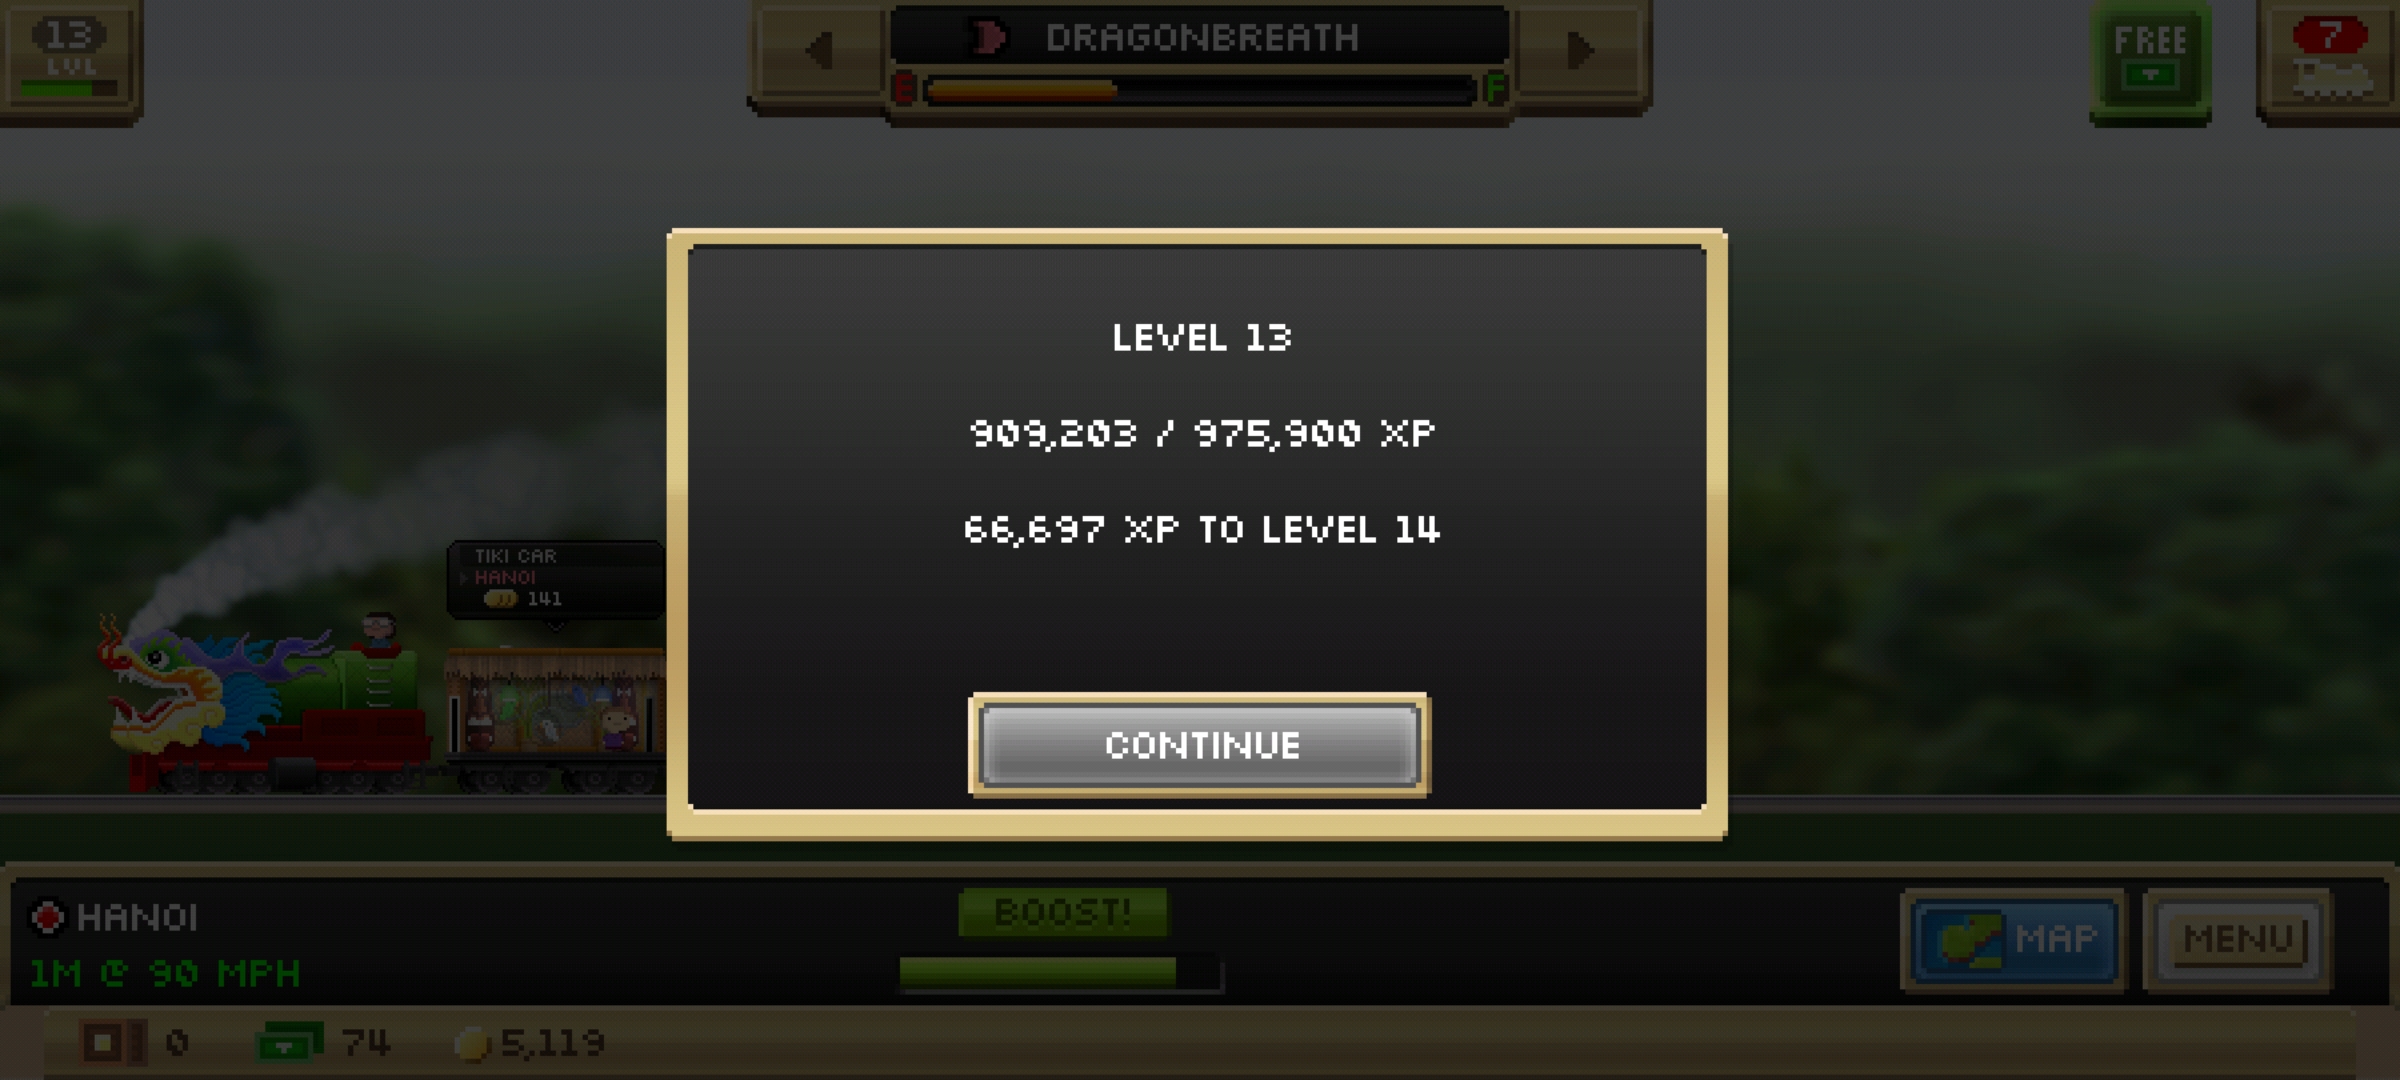 13
LVL
DRAGONBREATH
E F
FREE
7
LEVEL 13
909,203 / 975,900 XP
66,697 XP TO LEVEL 14
CONTINUE
TIKI CAR
HANOI
141
HANOI
1M @ 90 MPH
BOOST!
MAP
MENU
0 74 5,119